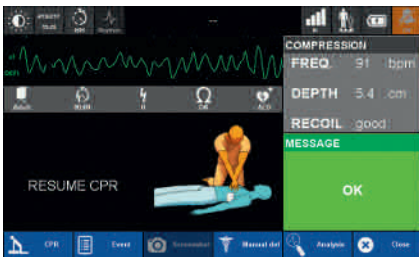 --
COMPRESSION
FREQ. 91 bpm
Adult
DEPTH 5.4 cm
RECOIL good
MESSAGE
RESUME CPR
OK
CPR Event Screenshot Manual def Analysis Close